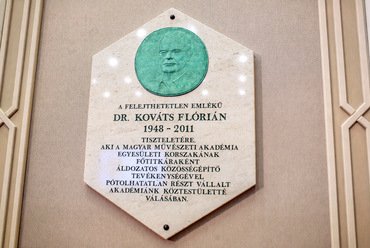 A FELEJTHETETLEN EMLÉKŰ
DR. KOVÁTS FLÓRIÁN
1948 - 2011
TISZTELETÉRE,
AKI A MAGYAR MŰVÉSZETI AKADÉMIA
EGYESÜLETI KORSZAKÁNAK
FŐTITKÁRAKÉNT
ÁLDOZATOS KÖZÖSSÉGÉPÍTŐ
TEVÉKENYSÉGÉVEL
PÓTOLHATATLAN RÉSZT VÁLLALT
AKADÉMIÁNK KÖZTESTÜLETTÉ
VÁLÁSÁBAN.